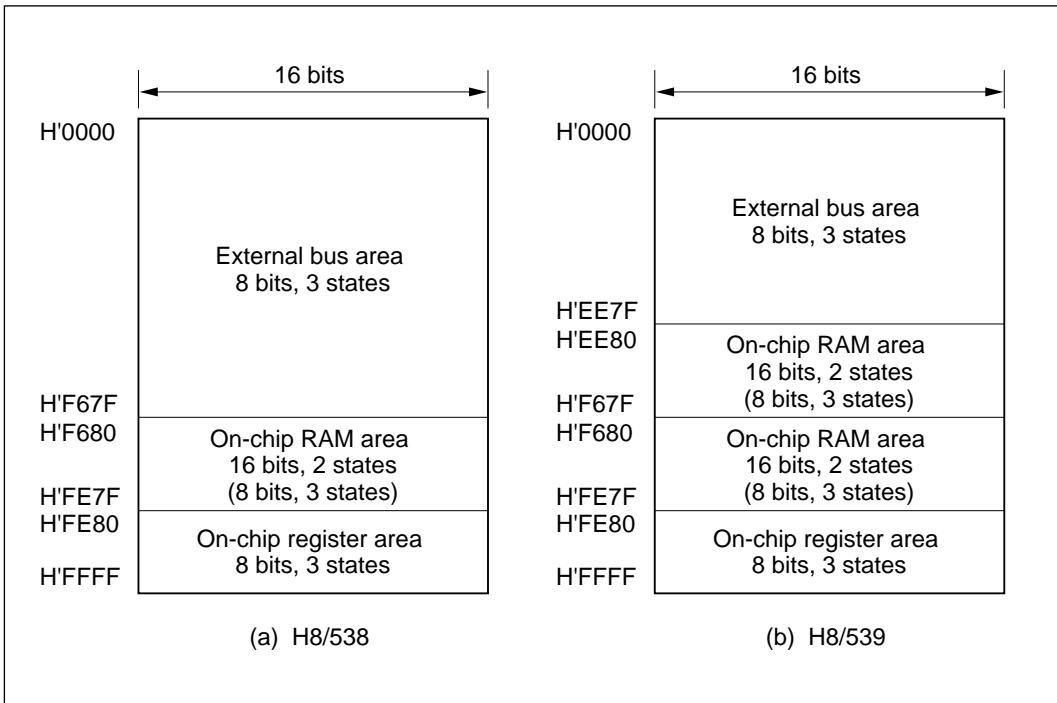 16 bits
H'0000
External bus area
8 bits, 3 states
H'F67F
H'F680
On-chip RAM area
16 bits, 2 states
(8 bits, 3 states)
H'FE7F
H'FE80
On-chip register area
8 bits, 3 states
H'FFFF
(a) H8/538
16 bits
H'0000
External bus area
8 bits, 3 states
H'EE7F
H'EE80
On-chip RAM area
16 bits, 2 states
(8 bits, 3 states)
H'F67F
H'F680
On-chip RAM area
16 bits, 2 states
(8 bits, 3 states)
H'FE7F
H'FE80
On-chip register area
8 bits, 3 states
H'FFFF
(b) H8/539